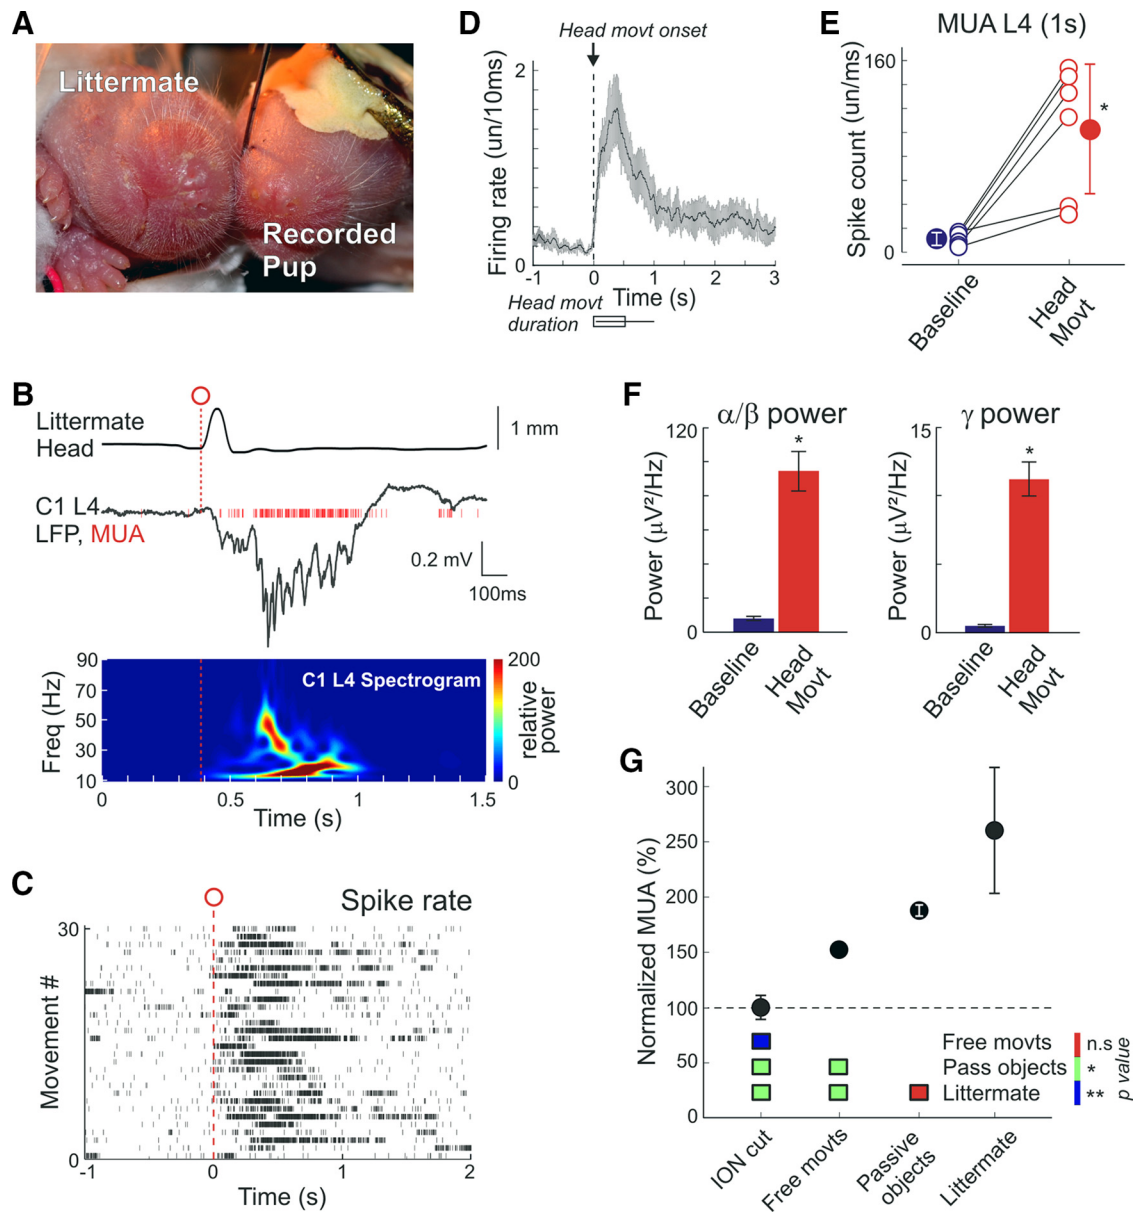 A
Littermate
Recorded
Pup
B
Littermate
Head
1 mm
C1 L4
LFP, MUA
0.2 mV
100ms
C1 L4 Spectrogram
Freq (Hz)
90
70
50
30
10
200
0
relative
power
0
0.5
1
1.5
Time (s)
C
Spike rate
Movement #
30
0
-1
0
1
2
Time (s)
D
Head movt onset
Firing rate (un/10ms)
2
0
-1
0
1
2
3
Time (s)
Head movt
duration
E
MUA L4 (1s)
Spike count (un/ms)
160
0
*
Baseline
Head
Movt
F
α/β power
Power (μV²/Hz)
120
0
*
Baseline
Head
Movt
γ power
Power (μV²/Hz)
15
0
*
Baseline
Head
Movt
G
Normalized MUA (%)
300
250
200
150
100
50
0
Free movts
Pass objects
Littermate
n.s
*
**
p value
ION cut
Free movts
Passive
objects
Littermate